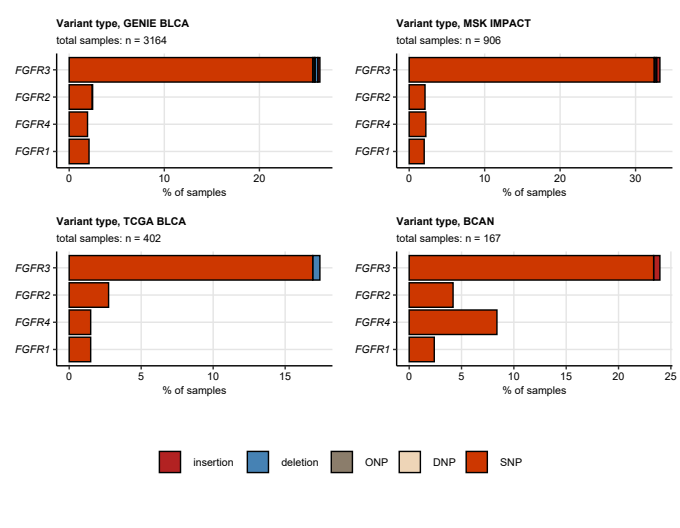 Variant type, GENIE BLCA
total samples: n = 3164
FGFR3
FGFR2
FGFR4
FGFR1
0 10 20
% of samples
Variant type, MSK IMPACT
total samples: n = 906
FGFR3
FGFR2
FGFR4
FGFR1
0 10 20 30
% of samples
Variant type, TCGA BLCA
total samples: n = 402
FGFR3
FGFR2
FGFR4
FGFR1
0 5 10 15
% of samples
Variant type, BCAN
total samples: n = 167
FGFR3
FGFR2
FGFR4
FGFR1
0 5 10 15 20 25
% of samples
insertion deletion ONP DNP SNP